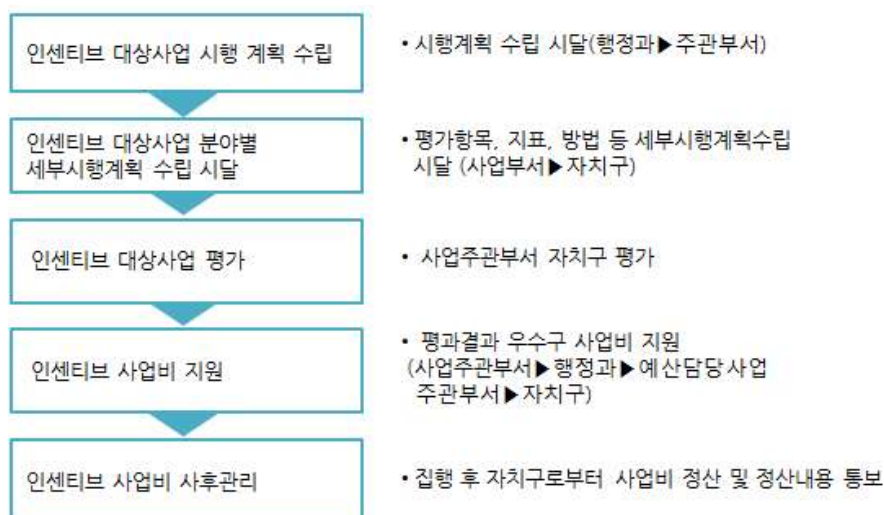 인센티브 대상사업 시행 계획 수립
• 시행계획 수립 시달(행정과▶주관부서)
인센티브 대상사업 분야별
세부시행계획 수립 시달
• 평가항목, 지표, 방법 등 세부시행계획수립
시달 (사업부서▶자치구)
인센티브 대상사업 평가
• 사업주관부서 자치구 평가
인센티브 사업비 지원
• 평과결과 우수구 사업비 지원
(사업주관부서▶행정과▶예산담당사업
주관부서▶자치구)
인센티브 사업비 사후관리
• 집행 후 자치구로부터 사업비 정산 및 정산내용 통보